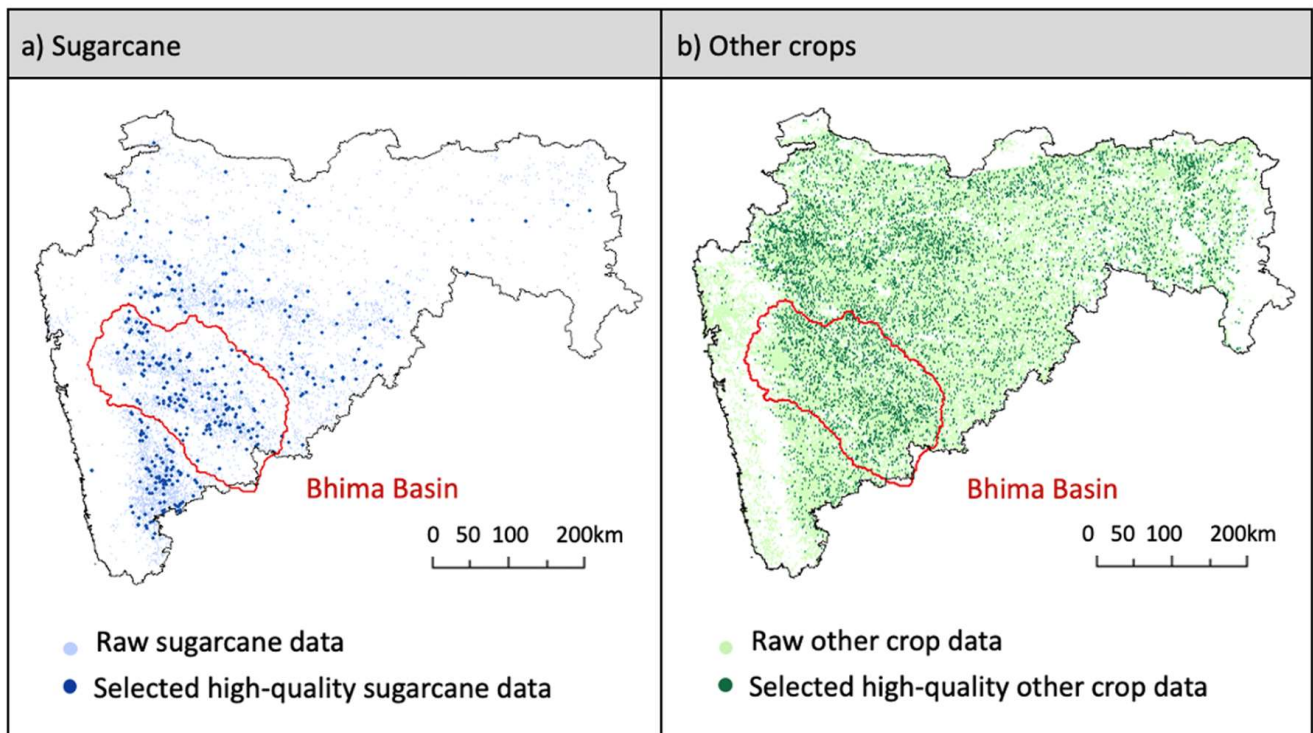 a) Sugarcane
b) Other crops
Bhima Basin
0 50 100 200km
Raw sugarcane data
Selected high-quality sugarcane data
Bhima Basin
0 50 100 200km
Raw other crop data
Selected high-quality other crop data